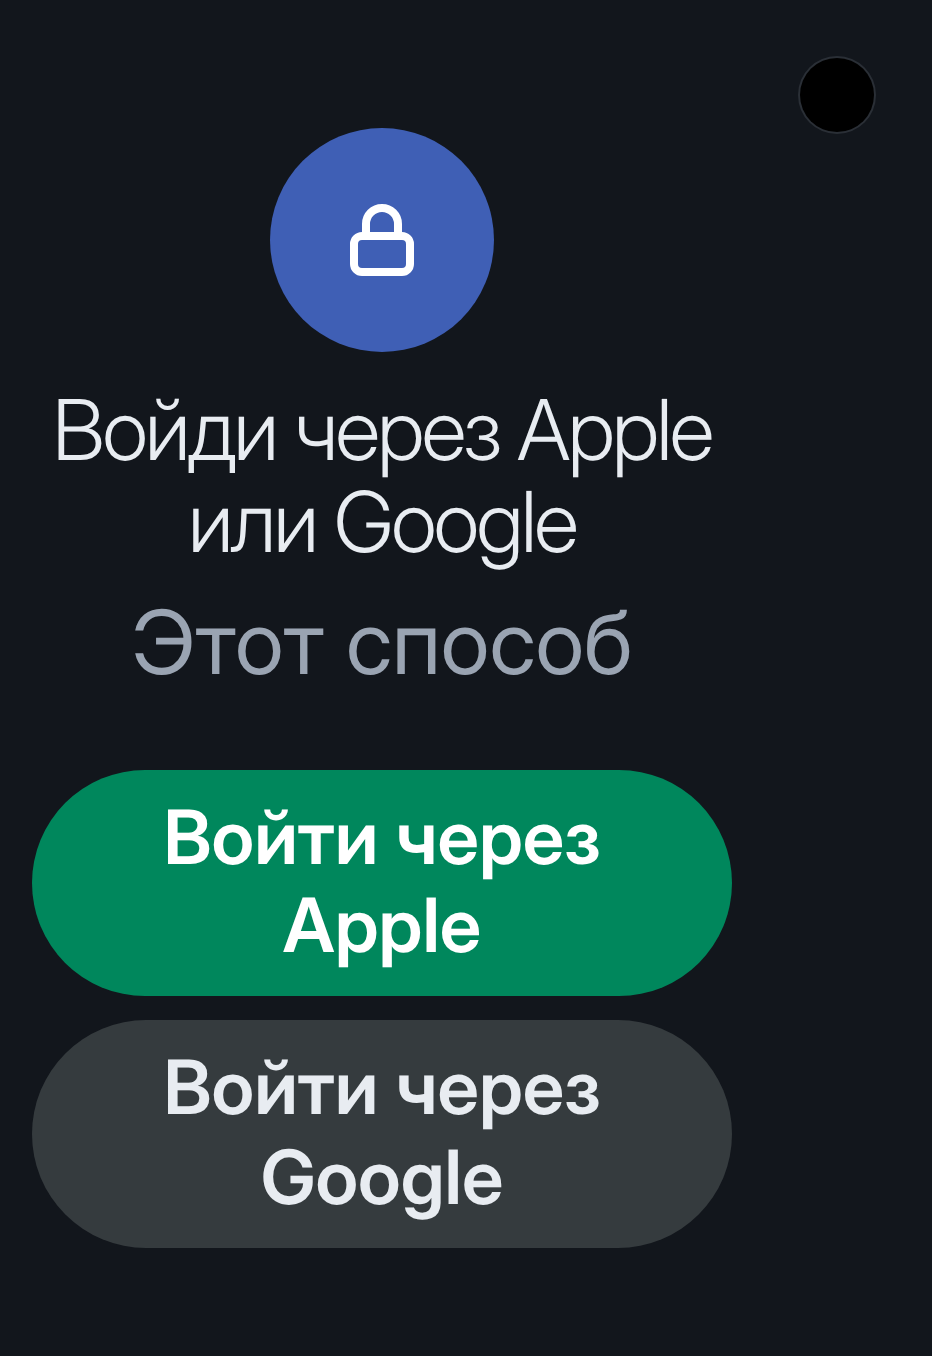 Войди через Apple
или Google
Этот способ
Войти через
Apple
Войти через
Google